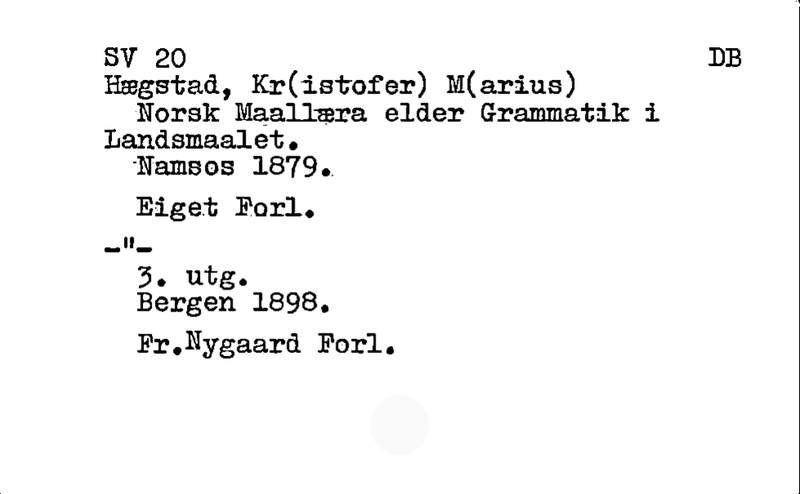 SV 20 DB
Hægstad, Kr(istofer) M(arius)
Norsk Maallæra elder Grammatik i
Landsmaalet.
Namsos 1879.
Eiget Forl.
_"_
3. utg.
Bergen 1898.
Fr.Nygaard Forl.